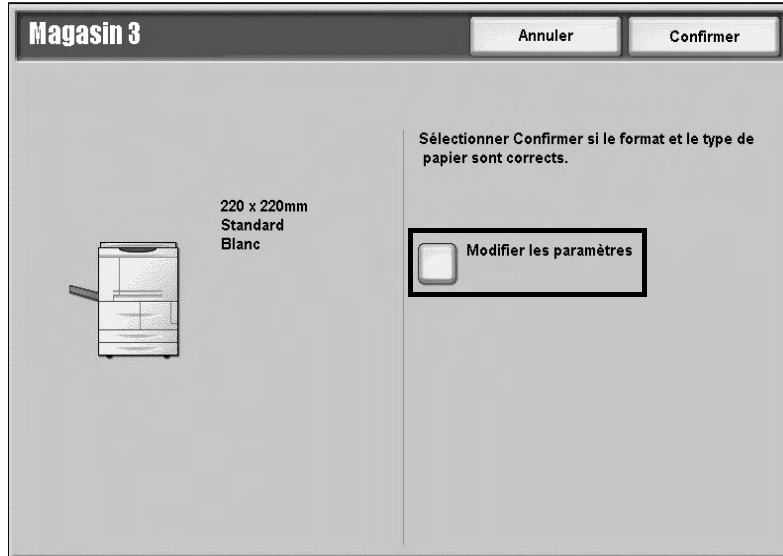 Magasin 3
Annuler
Confirmer
Sélectionner Confirmer si le format et le type de
papier sont corrects.
220 x 220mm
Standard
Blanc
Modifier les paramètres